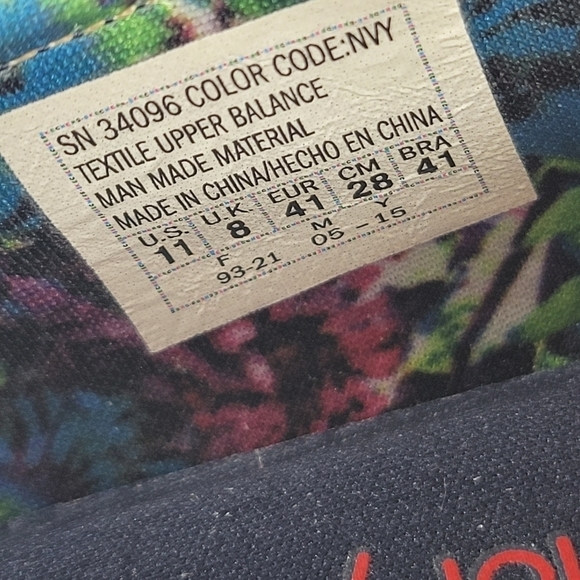 SN 34096 COLOR CODE:NVY
TEXTILE UPPER BALANCE
MAN MADE MATERIAL
MADE IN CHINA/HECHO EN CHINA
U.S. U.K EUR CM BRA
11 8 41 28 41
F M Y
93-21 05-15